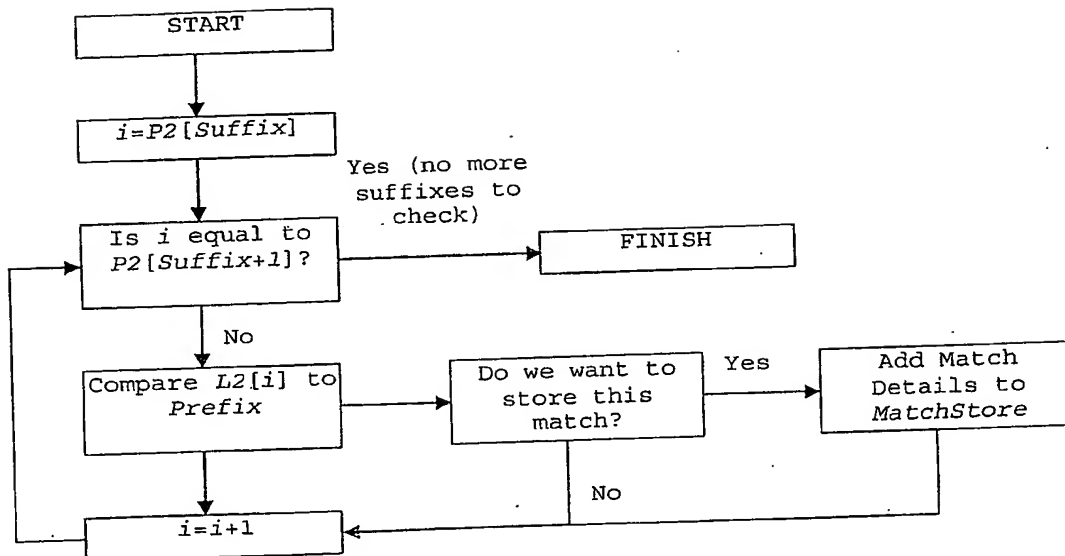 START
i=P2[Suffix]
Yes (no more
suffixes to
check)
Is i equal to
P2[Suffix+1]?
FINISH
No
Compare L2[i] to
Prefix
Do we want to
store this
match?
Yes
Add Match
Details to
MatchStore
No
i=i+1